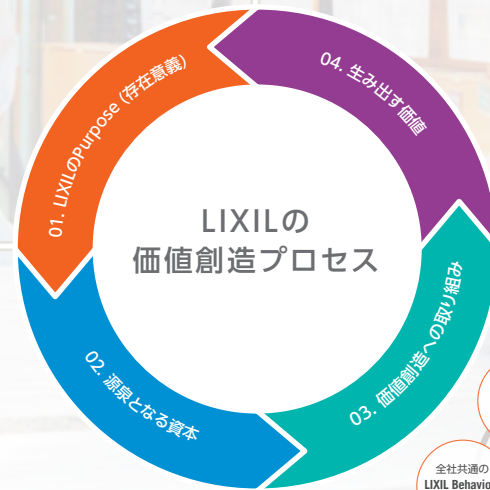 LIXILの
価値創造プロセス
01. LIXILのPurpose (存在意義)
02. 源泉となる資本
03. 価値創造への取り組み
04. 生み出す価値
全社共通の
LIXIL Behavio